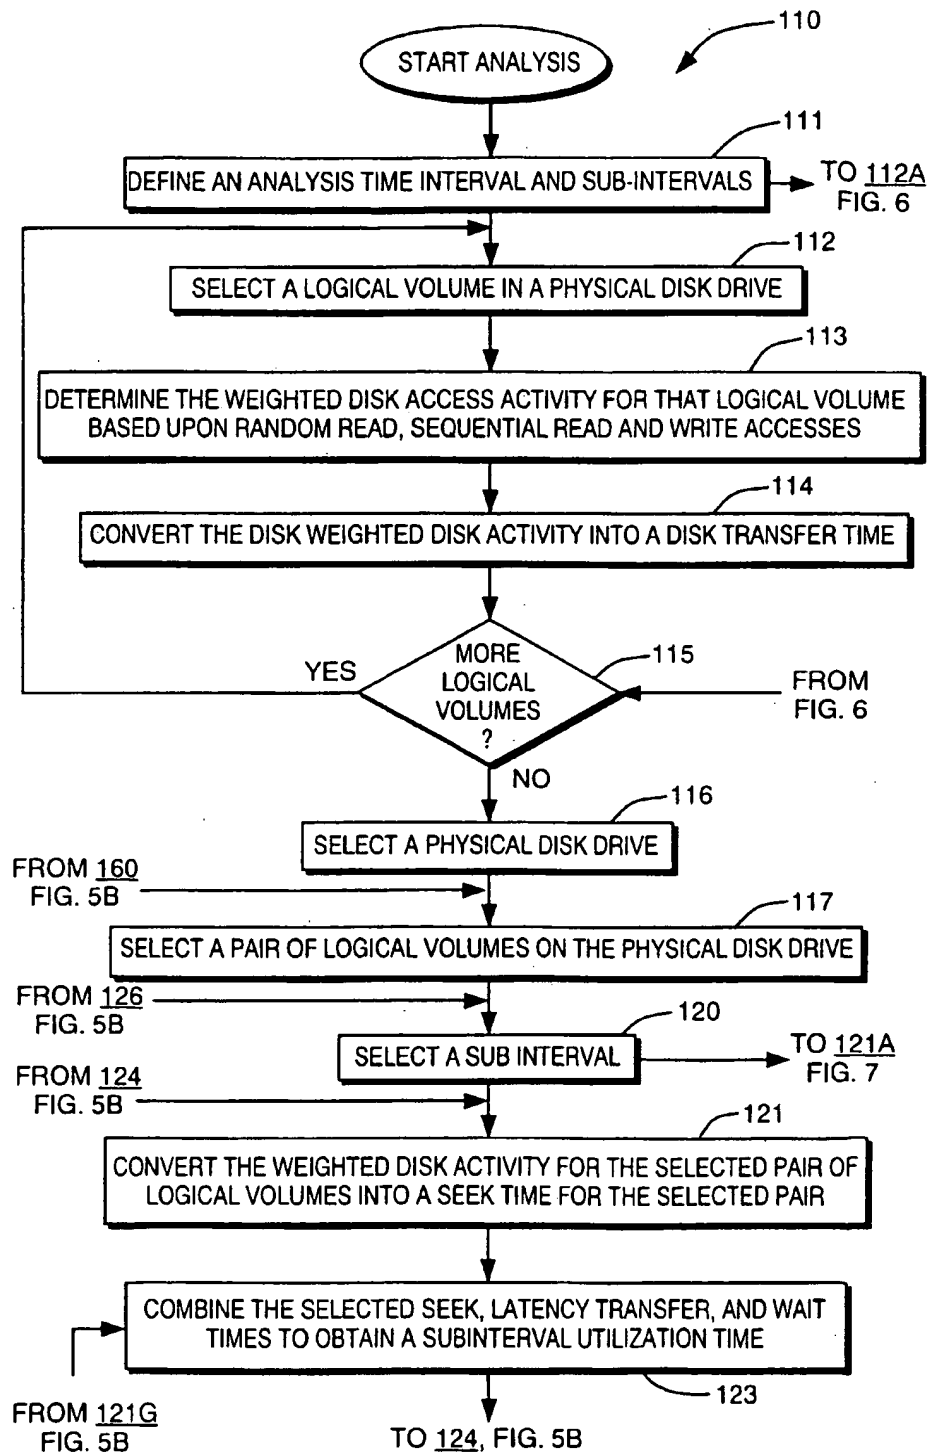 110
START ANALYSIS
111
DEFINE AN ANALYSIS TIME INTERVAL AND SUB-INTERVALS
TO 112A
FIG. 6
112
SELECT A LOGICAL VOLUME IN A PHYSICAL DISK DRIVE
113
DETERMINE THE WEIGHTED DISK ACCESS ACTIVITY FOR THAT LOGICAL VOLUME
BASED UPON RANDOM READ, SEQUENTIAL READ AND WRITE ACCESSES
114
CONVERT THE DISK WEIGHTED DISK ACTIVITY INTO A DISK TRANSFER TIME
YES
MORE
LOGICAL
VOLUMES
?
115
FROM
FIG. 6
NO
116
SELECT A PHYSICAL DISK DRIVE
FROM 160
FIG. 5B
117
SELECT A PAIR OF LOGICAL VOLUMES ON THE PHYSICAL DISK DRIVE
FROM 126
FIG. 5B
120
SELECT A SUB INTERVAL
TO 121A
FIG. 7
FROM 124
FIG. 5B
121
CONVERT THE WEIGHTED DISK ACTIVITY FOR THE SELECTED PAIR OF
LOGICAL VOLUMES INTO A SEEK TIME FOR THE SELECTED PAIR
COMBINE THE SELECTED SEEK, LATENCY TRANSFER, AND WAIT
TIMES TO OBTAIN A SUBINTERVAL UTILIZATION TIME
123
FROM 121G
FIG. 5B
TO 124, FIG. 5B